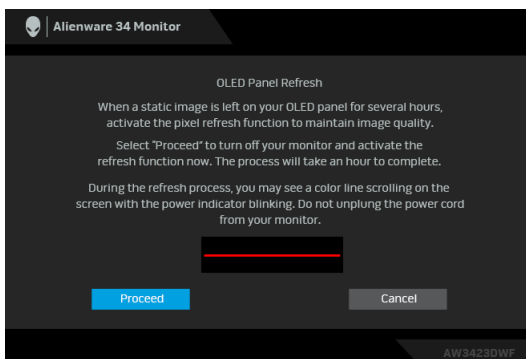 Alienware 34 Monitor
OLED Panel Refresh
When a static image is left on your OLED panel for several hours,
activate the pixel refresh function to maintain image quality.
Select "Proceed" to turn off your monitor and activate the
refresh function now. The process will take an hour to complete.
During the refresh process, you may see a color line scrolling on the
screen with the power indicator blinking. Do not unplung the power cord
from your monitor.
Proceed
Cancel
AW3423DWF